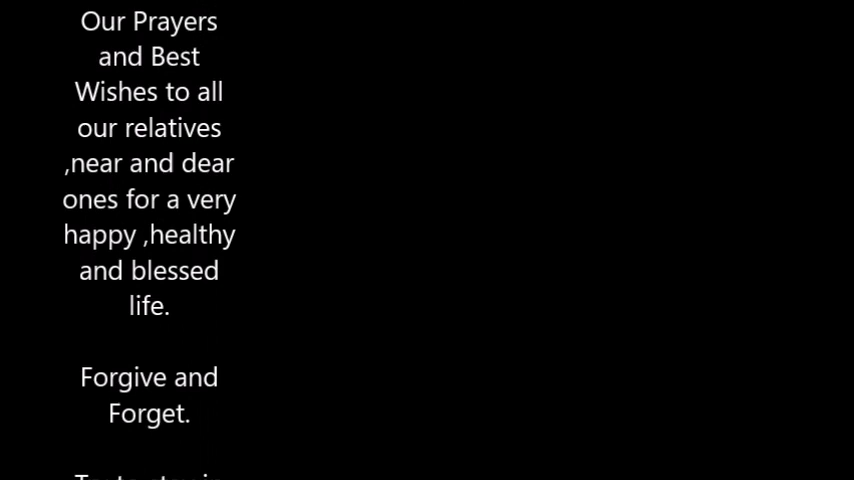 Our Prayers
and Best
Wishes to all
our relatives
,near and dear
ones for a very
happy ,healthy
and blessed
life.
Forgive and
Forget.